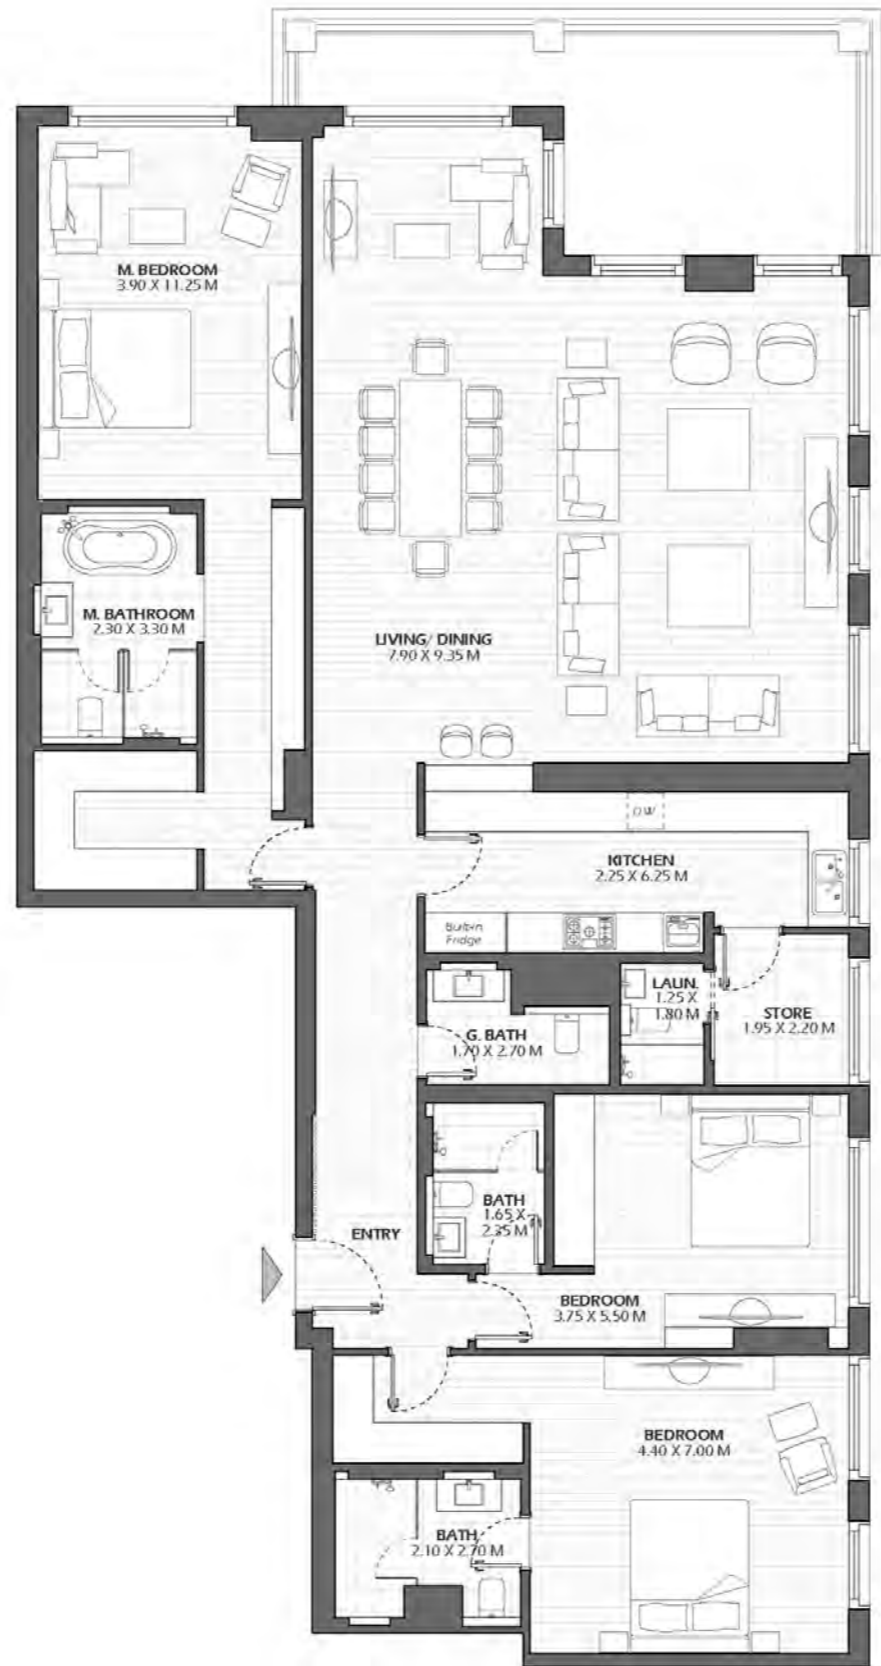 M. BEDROOM
3.90 X 11.25 M
M. BATHROOM
2.30 X 3.30 M
LIVING/ DINING
7.90 X 9.35 M
DW
KITCHEN
2.25 X 6.25 M
Built-in
Fridge
LAUN.
1.25 X
1.80 M
STORE
1.95 X 2.20 M
G. BATH
1.70 X 2.70 M
BATH
1.65 X
2.35 M
ENTRY
BEDROOM
3.75 X 5.50 M
BEDROOM
4.40 X 7.00 M
BATH
2.10 X 2.70 M